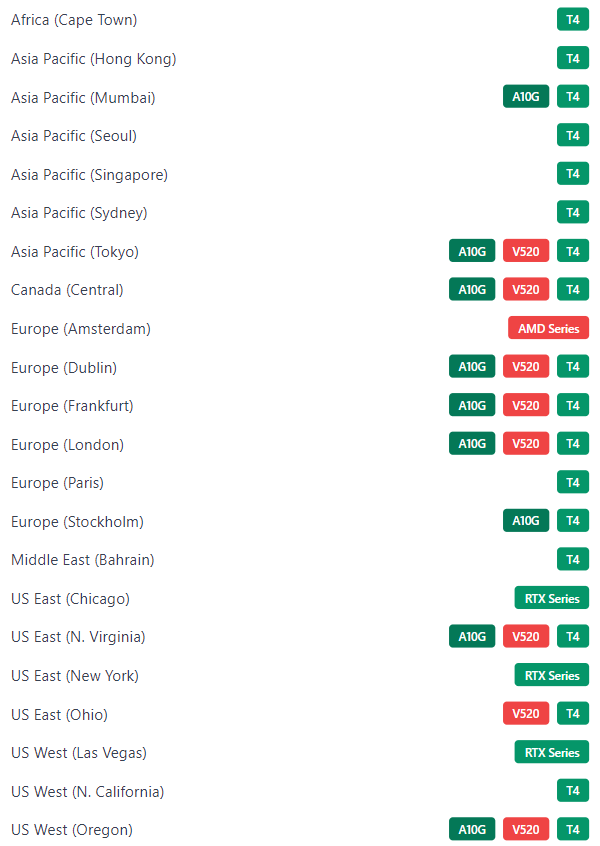 Africa (Cape Town) T4
Asia Pacific (Hong Kong) T4
Asia Pacific (Mumbai) A10G T4
Asia Pacific (Seoul) T4
Asia Pacific (Singapore) T4
Asia Pacific (Sydney) T4
Asia Pacific (Tokyo) A10G V520 T4
Canada (Central) A10G V520 T4
Europe (Amsterdam) AMD Series
Europe (Dublin) A10G V520 T4
Europe (Frankfurt) A10G V520 T4
Europe (London) A10G V520 T4
Europe (Paris) T4
Europe (Stockholm) A10G T4
Middle East (Bahrain) T4
US East (Chicago) RTX Series
US East (N. Virginia) A10G V520 T4
US East (New York) RTX Series
US East (Ohio) V520 T4
US West (Las Vegas) RTX Series
US West (N. California) T4
US West (Oregon) A10G V520 T4